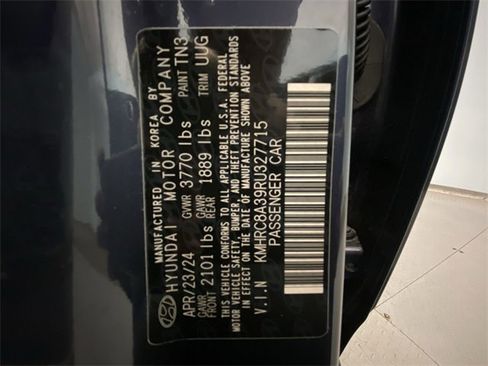 MANUFACTURED IN KOREA BY
HYUNDAI MOTOR COMPANY
APR/23/24 GVWR 3770 lbs PAINT TN3
GAWR FRONT 2101 lbs GAWR REAR 1889 lbs TRIM UUG
THIS VEHICLE CONFORMS TO ALL APPLICABLE U.S.A. FEDERAL
MOTOR VEHICLE SAFETY, BUMPER, AND THEFT PREVENTION STANDARDS
IN EFFECT ON THE DATE OF MANUFACTURE SHOWN ABOVE
V.I.N KMHRC8A39RU327715
PASSENGER CAR